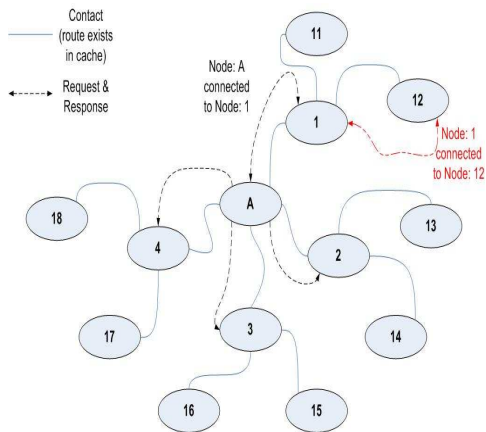 Contact
(route exists
in cache)
Request &
Response
Node: A
connected
to Node: 1
11
12
1
Node: 1
connected
to Node: 12
A
18
4
2
13
17
3
14
16
15